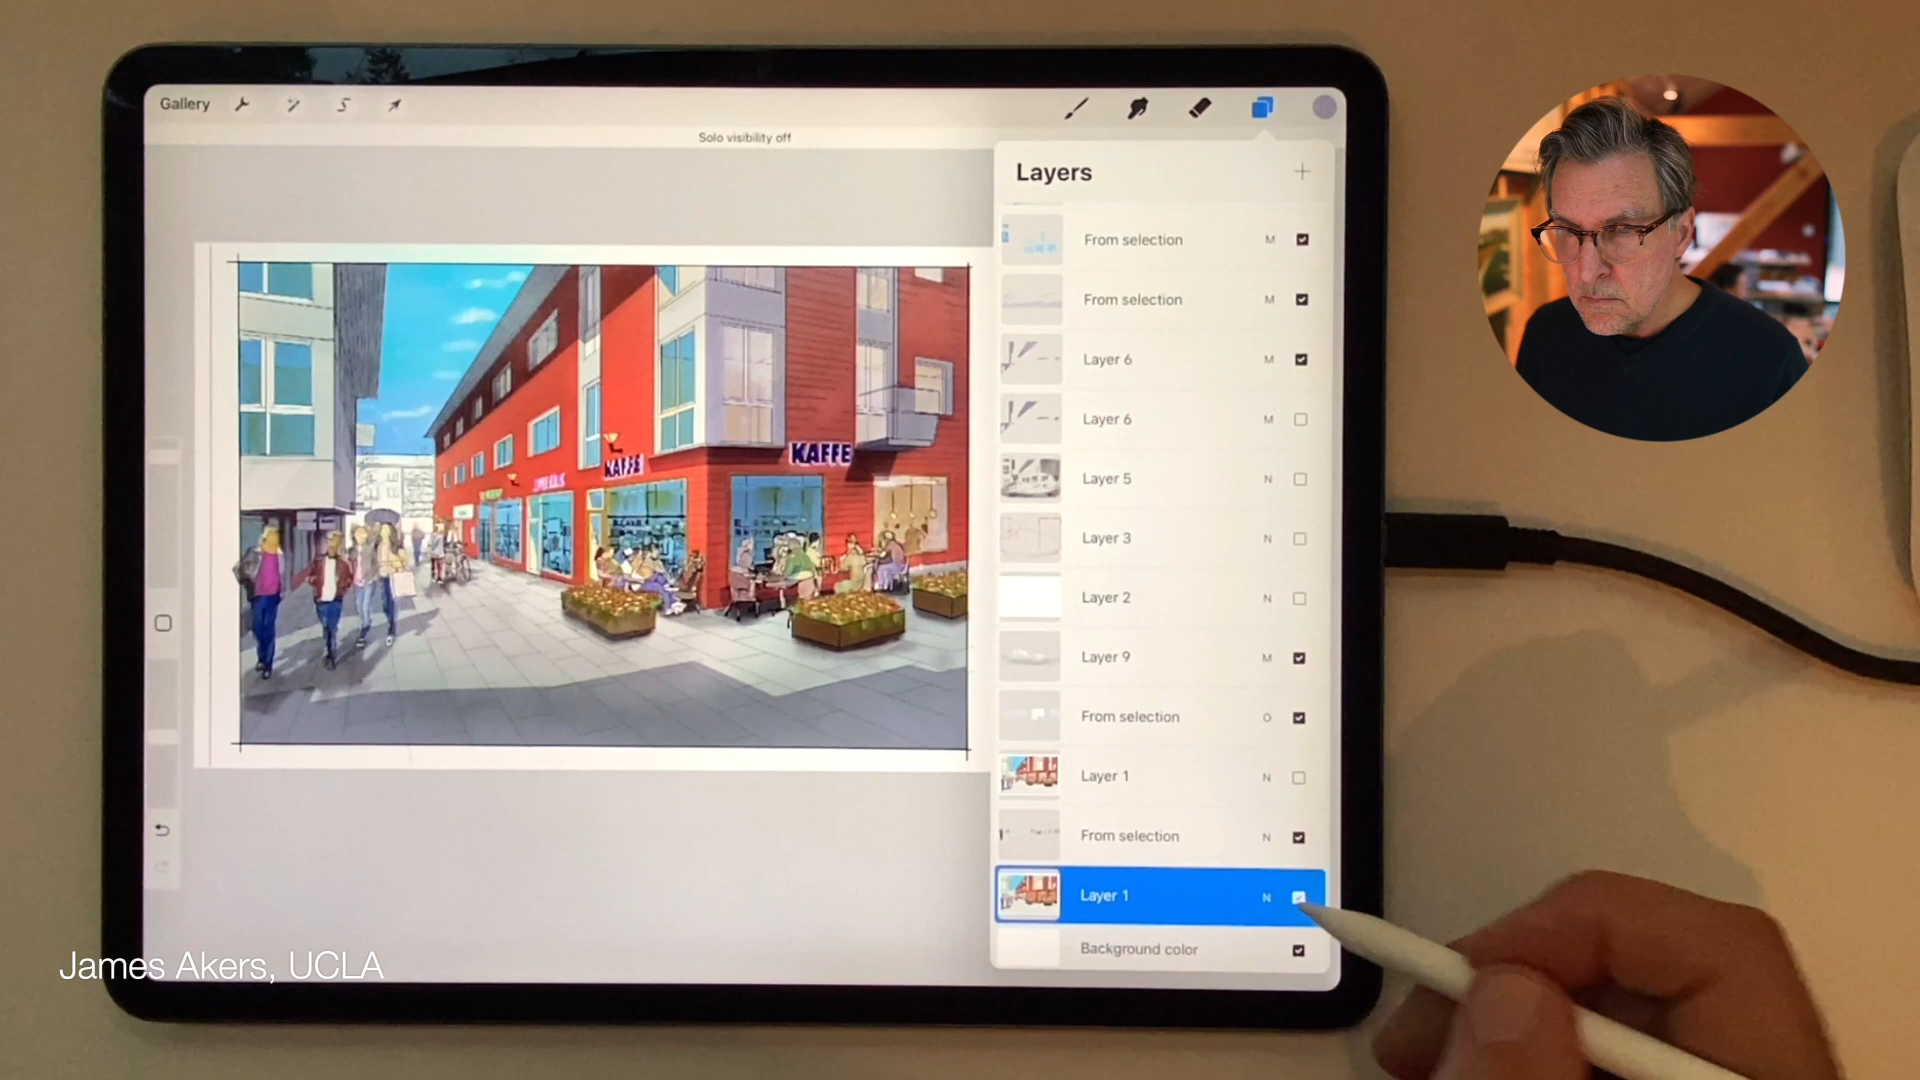 Gallery
Solo visibility off
Layers
From selection M
From selection M
Layer 6 M
Layer 6 M
Layer 5 N
Layer 3 N
Layer 2 N
Layer 9 M
From selection O
Layer 1 N
From selection N
Layer 1 N
Background color
KAFFE
KAFFE
James Akers, UCLA